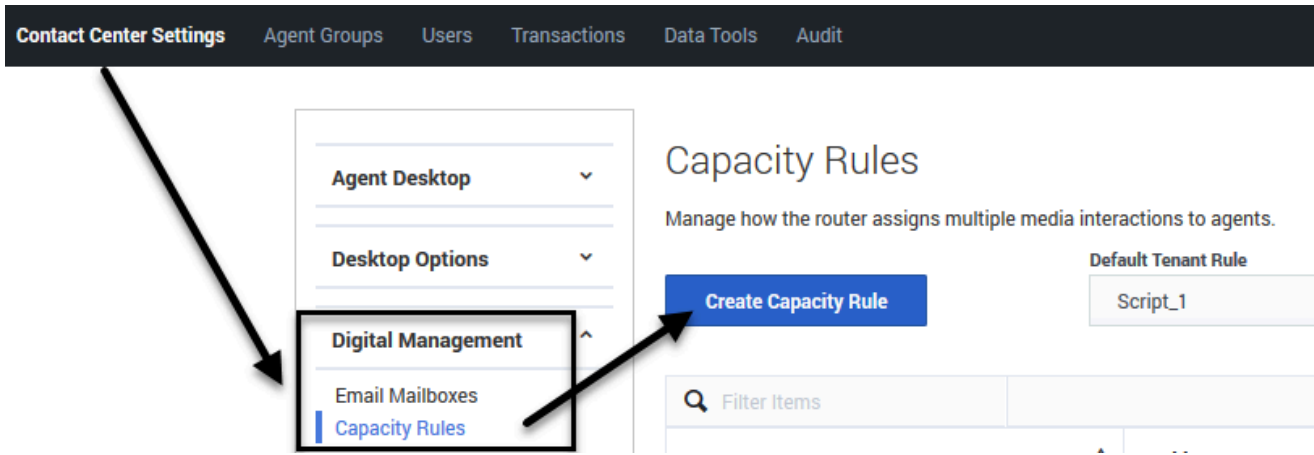 Contact Center Settings Agent Groups Users Transactions Data Tools Audit
Agent Desktop
Desktop Options
Digital Management
Email Mailboxes
Capacity Rules
Capacity Rules
Manage how the router assigns multiple media interactions to agents.
Default Tenant Rule
Create Capacity Rule
Script_1
Filter Items